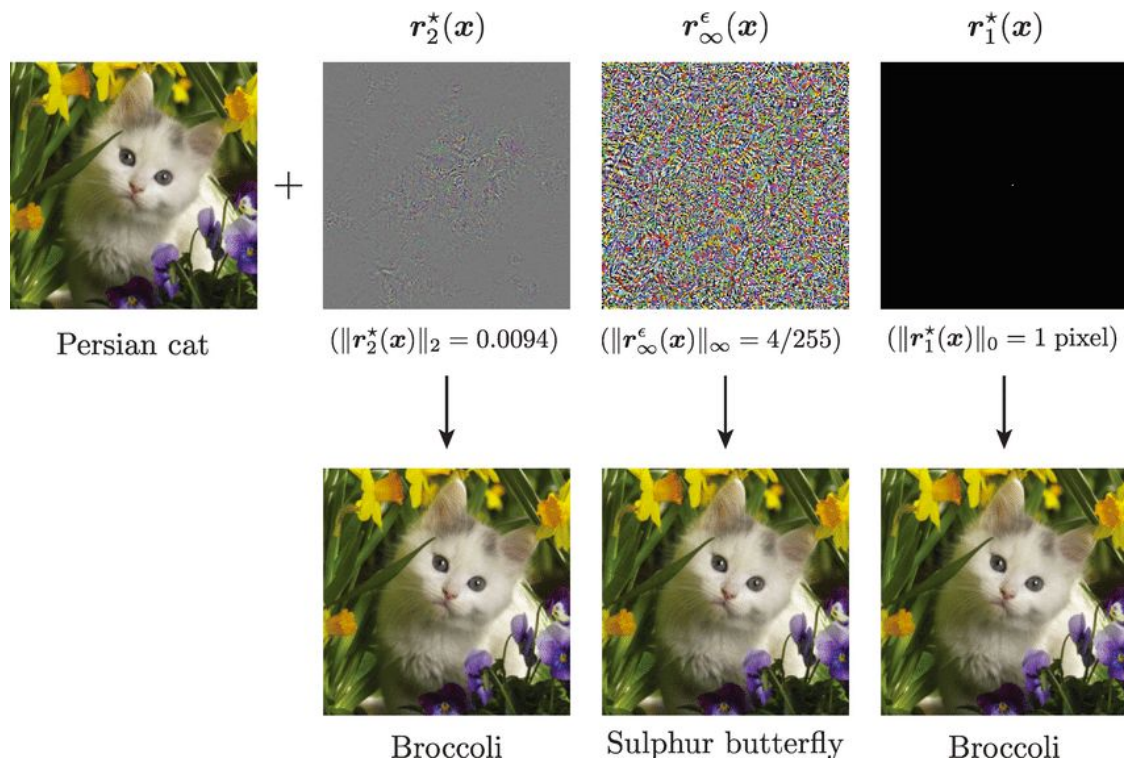 r₂*(x) r∞^ϵ(x) r₁*(x)
+
Persian cat (‖r₂*(x)‖₂ = 0.0094) (‖r∞^ϵ(x)‖∞ = 4/255) (‖r₁*(x)‖₀ = 1 pixel)
Broccoli Sulphur butterfly Broccoli